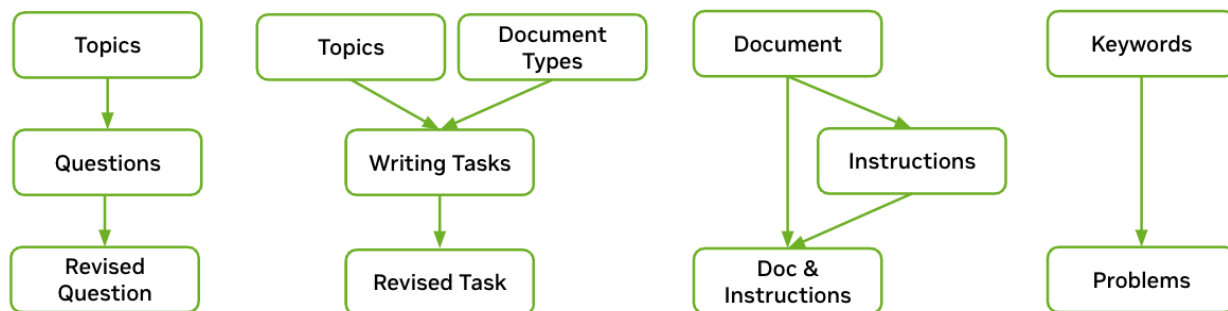 Topics
Topics
Document
Types
Document
Keywords
Questions
Writing Tasks
Instructions
Revised
Question
Revised Task
Doc &
Instructions
Problems